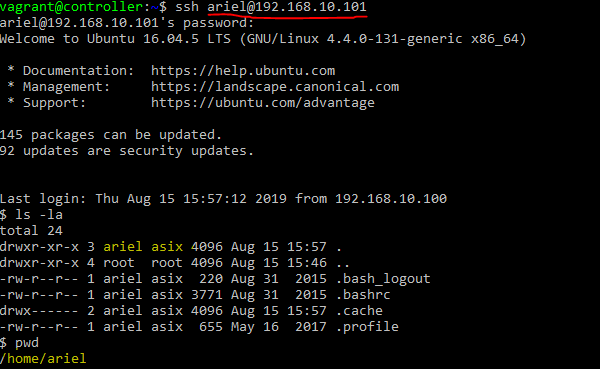 vagrant@controller:~$ ssh ariel@192.168.10.101
ariel@192.168.10.101's password:
Welcome to Ubuntu 16.04.5 LTS (GNU/Linux 4.4.0-131-generic x86_64)
* Documentation:  https://help.ubuntu.com
* Management:     https://landscape.canonical.com
* Support:        https://ubuntu.com/advantage
145 packages can be updated.
92 updates are security updates.
Last login: Thu Aug 15 15:57:12 2019 from 192.168.10.100
$ ls -la
total 24
drwxr-xr-x 3 ariel asix 4096 Aug 15 15:57 .
drwxr-xr-x 4 root  root 4096 Aug 15 15:46 ..
-rw-r--r-- 1 ariel asix  220 Aug 31  2015 .bash_logout
-rw-r--r-- 1 ariel asix 3771 Aug 31  2015 .bashrc
drwx------ 2 ariel asix 4096 Aug 15 15:57 .cache
-rw-r--r-- 1 ariel asix  655 May 16  2017 .profile
$ pwd
/home/ariel